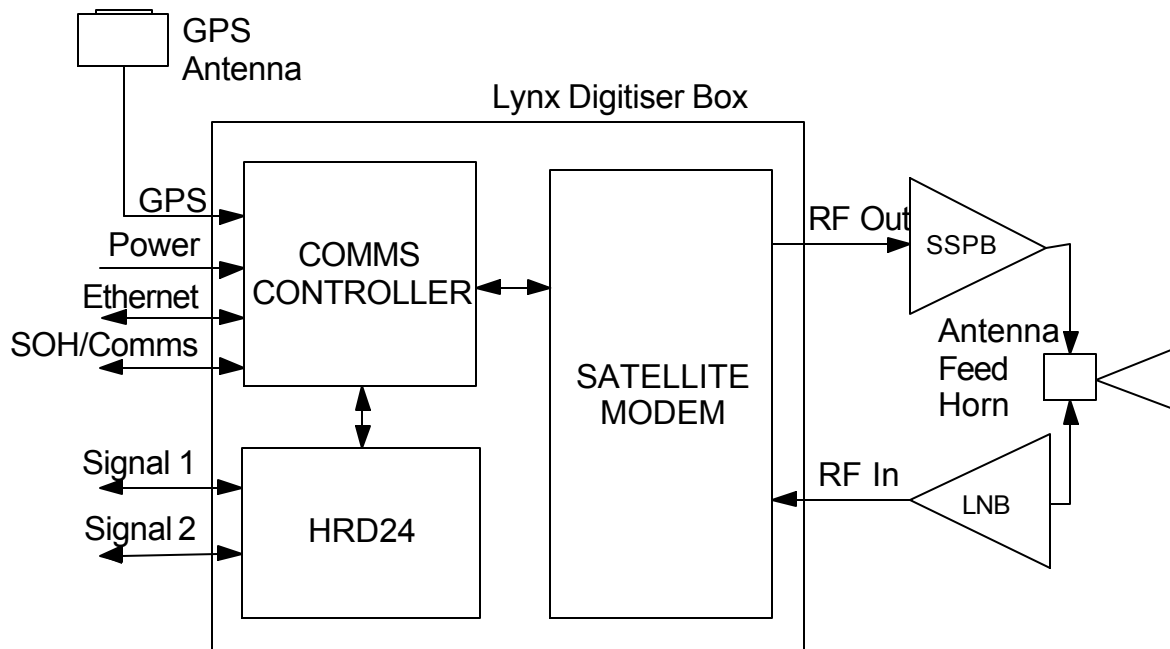 GPS
Antenna
Lynx Digitiser Box
GPS
Power
Ethernet
SOH/Comms
COMMS
CONTROLLER
Signal 1
Signal 2
HRD24
SATELLITE
MODEM
RF Out
SSPB
Antenna
Feed
Horn
RF In
LNB